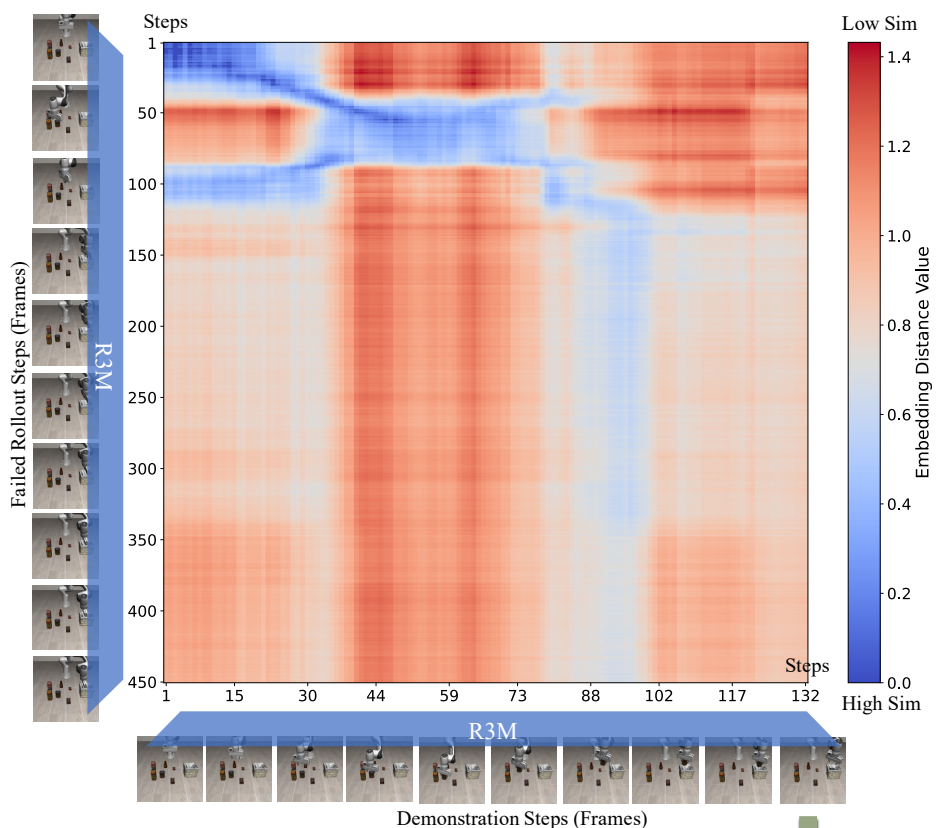 Steps
Low Sim
1
50
100
150
200
250
300
350
400
450
Failed Rollout Steps (Frames)
R3M
1.4
1.2
1.0
0.8
0.6
0.4
0.2
0.0
Embedding Distance Value
High Sim
Steps
1 15 30 44 59 73 88 102 117 132
R3M
Demonstration Steps (Frames)